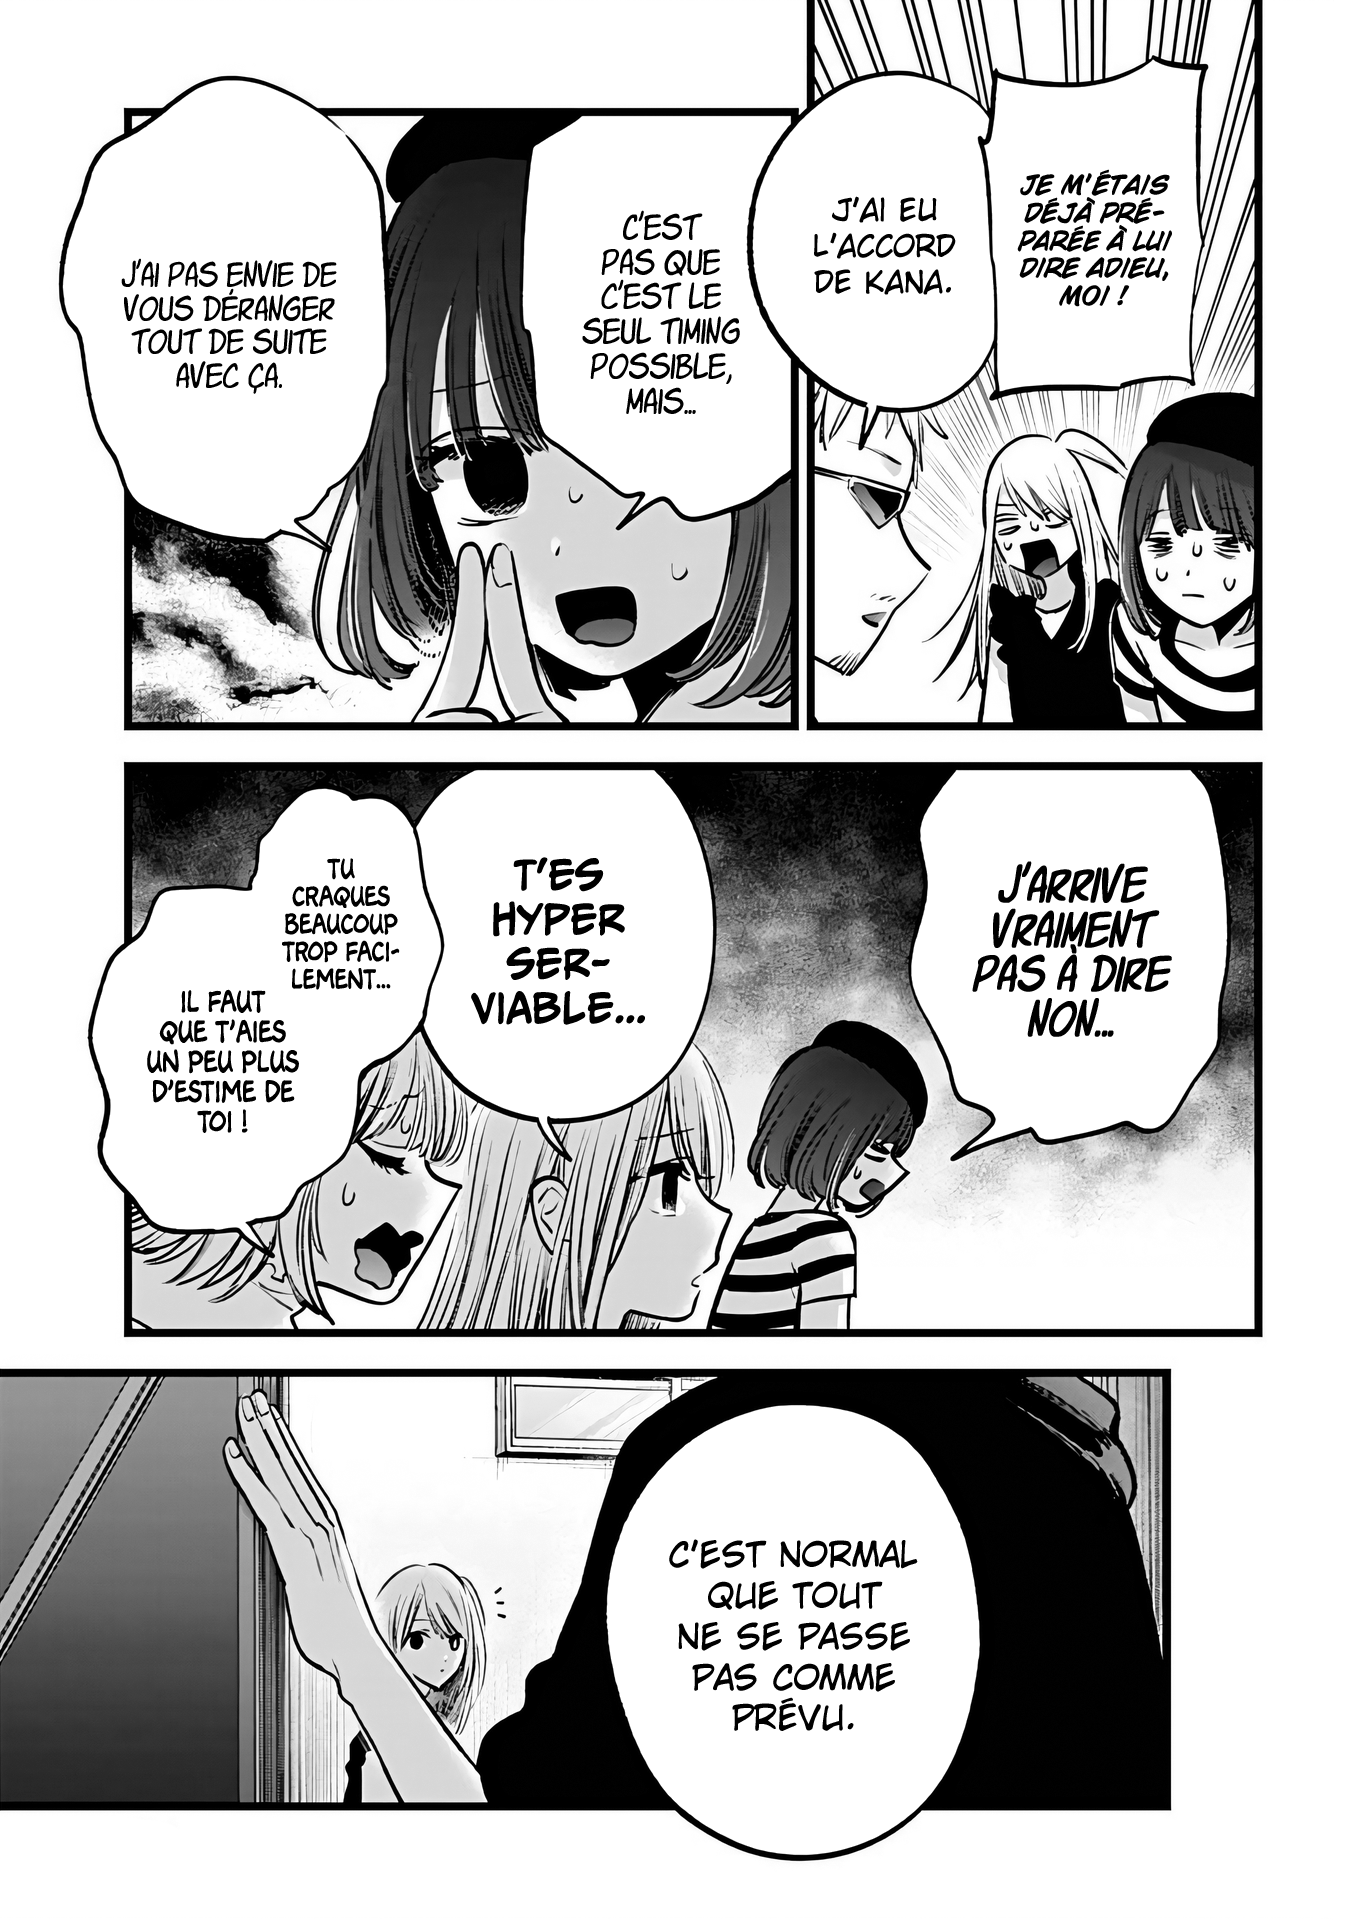 JE M'ÉTAIS
DÉJÀ PRÉ-
PARÉE À LUI
DIRE ADIEU,
MOI !
J'AI EU
L'ACCORD
DE KANA.
C'EST
PAS QUE
C'EST LE
SEUL TIMING
POSSIBLE,
MAIS...
J'AI PAS ENVIE DE
VOUS DÉRANGER
TOUT DE SUITE
AVEC ÇA.
J'ARRIVE
VRAIMENT
PAS À DIRE
NON...
T'ES
HYPER
SER-
VIABLE...
TU
CRAQUES
BEAUCOUP
TROP FACI-
LEMENT...
IL FAUT
QUE T'AIES
UN PEU PLUS
D'ESTIME DE
TOI !
C'EST NORMAL
QUE TOUT
NE SE PASSE
PAS COMME
PRÉVU.